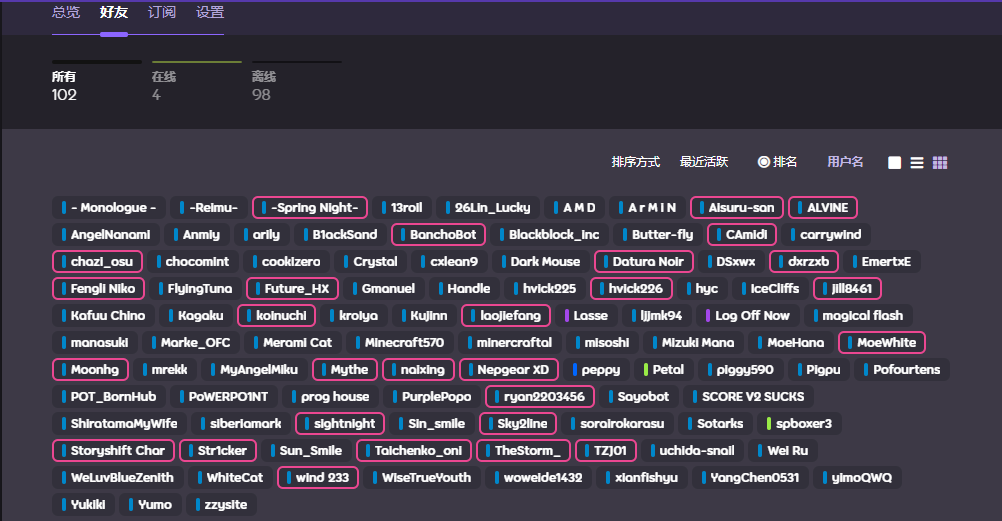 总览 好友 订阅 设置
所有 在线 离线
102 4 98
排序方式 最近活跃 排名 用户名
- Monologue - -Reimu- -Spring Night- 13roll 26Lin_Lucky A M D A r M I N Aisuru-san ALVINE
AngelNanami Anmiy arily B1ackSand BanchoBot Blackblock_inc Butter-fly CAmidi carrywind
chazi_osu chocomint cookizero Crystal cxlean9 Dark Mouse Datura Noir DSxwx dxrzxb EmertxE
Fengli Niko FlyingTuna Future_HX Gmanuel Handle hvick225 hvick226 hyc IceCliffs jill8461
Kafuu Chino Kagaku koinuchi kroiya Kujinn laojiefang Lasse ljjmk94 Log Off Now magical flash
manasuki Marke_OFC Merami Cat Minecraft570 minercraftal misoshi Mizuki Mana MoeHana MoeWhite
Moonhg mrekk MyAngelMiku Mythe naixing Nepgear XD peppy Petal piggy590 Pigpu Pofourtens
POT_BornHub PoWERPO1NT prog house PurplePopo ryan2203456 Sayobot SCORE V2 SUCKS
ShiratamaMyWife siberiamark sightnight Sin_smile Sky2line sorairokarasu Sotarks spboxer3
Storyshift Char Str1cker Sun_Smile Taichenko_oni TheStorm_ TZJ01 uchida-snail Wei Ru
WeLuvBlueZenith WhiteCat wind 233 WiseTrueYouth woweide1432 xianfishyu YangChen0531 yimoQWQ
Yukiki Yumo zzysite